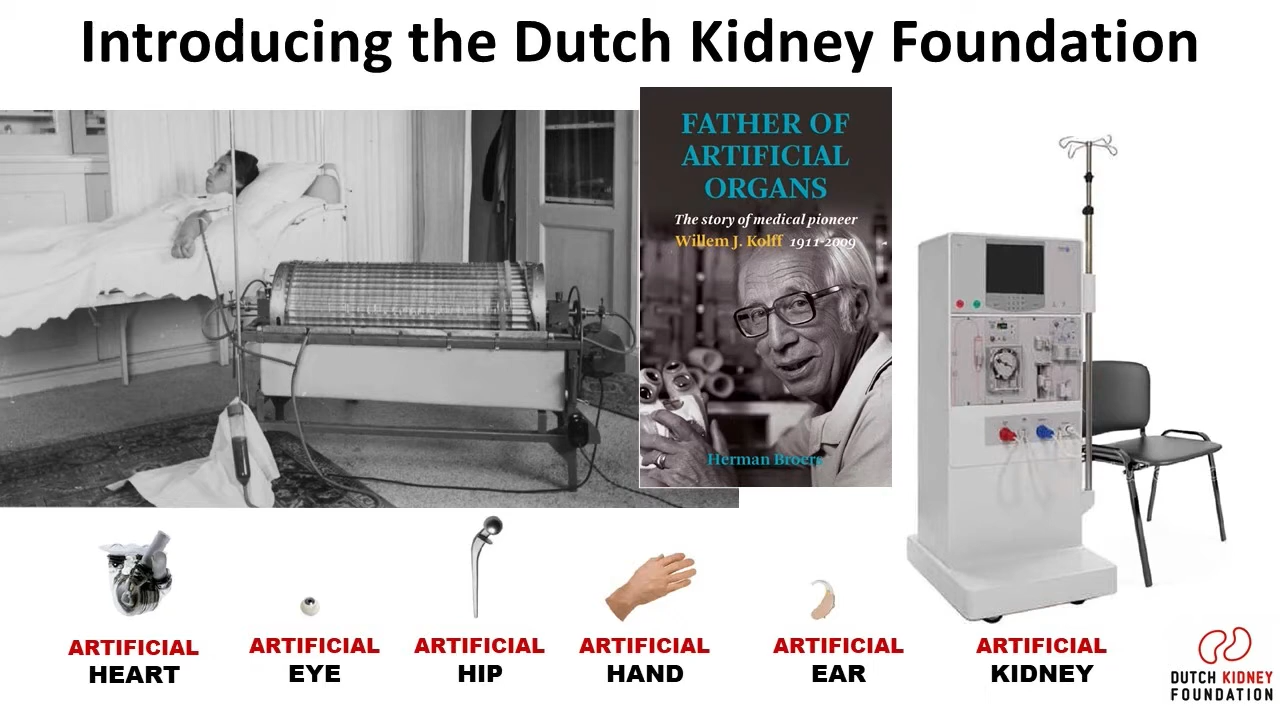 Introducing the Dutch Kidney Foundation
FATHER OF
ARTIFICIAL
ORGANS
The story of medical pioneer
Willem J. Kolff 1911-2009
Herman Broers
ARTIFICIAL
HEART
ARTIFICIAL
EYE
ARTIFICIAL
HIP
ARTIFICIAL
HAND
ARTIFICIAL
EAR
ARTIFICIAL
KIDNEY
DUTCH KIDNEY
FOUNDATION